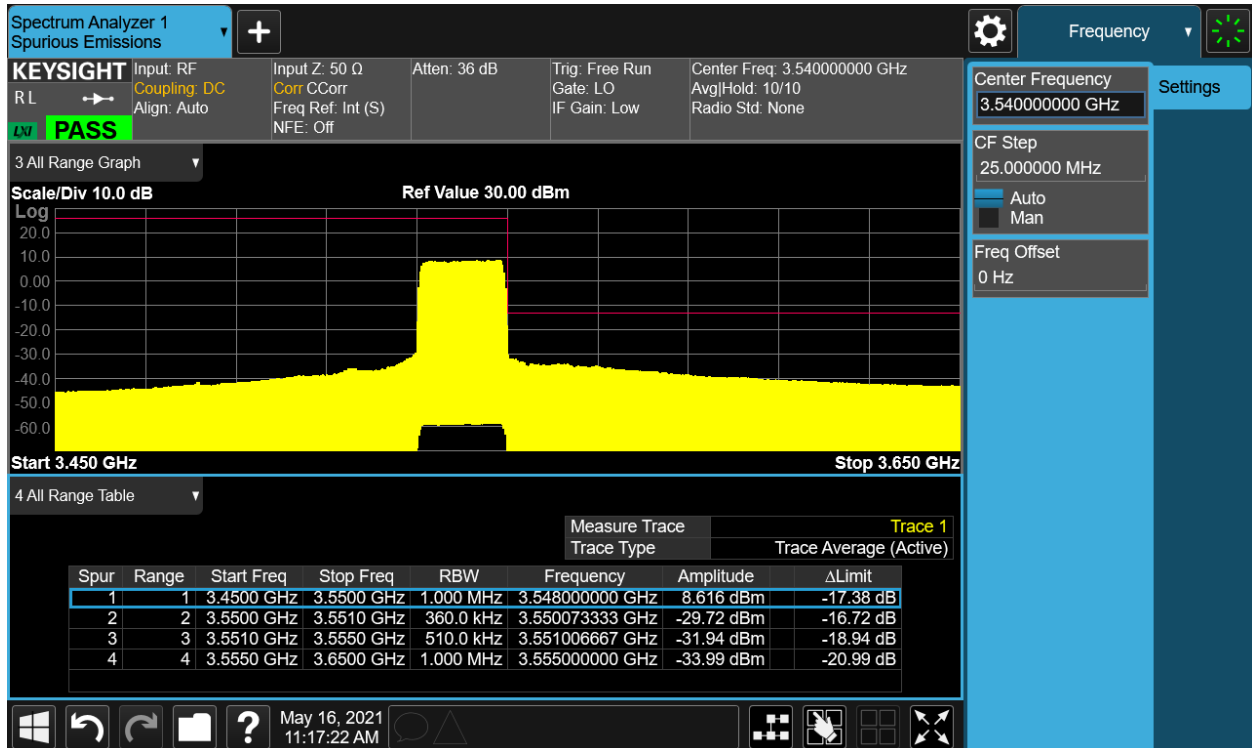 Spectrum Analyzer 1
Spurious Emissions
+
Frequency
KEYSIGHT Input: RF Input Z: 50 Ω Atten: 36 dB Trig: Free Run Center Freq: 3.540000000 GHz
R L Coupling: DC Corr CCorr Gate: LO Avg|Hold: 10/10
Align: Auto Freq Ref: Int (S) IF Gain: Low Radio Std: None
LXI PASS NFE: Off
Center Frequency
3.540000000 GHz
Settings
CF Step
25.000000 MHz
Auto
Man
Freq Offset
0 Hz
3 All Range Graph
Scale/Div 10.0 dB Ref Value 30.00 dBm
Log
20.0
10.0
0.00
-10.0
-20.0
-30.0
-40.0
-50.0
-60.0
Start 3.450 GHz Stop 3.650 GHz
4 All Range Table
Measure Trace Trace 1
Trace Type Trace Average (Active)
Spur Range Start Freq Stop Freq RBW Frequency Amplitude ΔLimit
1 1 3.4500 GHz 3.5500 GHz 1.000 MHz 3.548000000 GHz 8.616 dBm -17.38 dB
2 2 3.5500 GHz 3.5510 GHz 360.0 kHz 3.550073333 GHz -29.72 dBm -16.72 dB
3 3 3.5510 GHz 3.5550 GHz 510.0 kHz 3.551006667 GHz -31.94 dBm -18.94 dB
4 4 3.5550 GHz 3.6500 GHz 1.000 MHz 3.555000000 GHz -33.99 dBm -20.99 dB
? May 16, 2021
11:17:22 AM